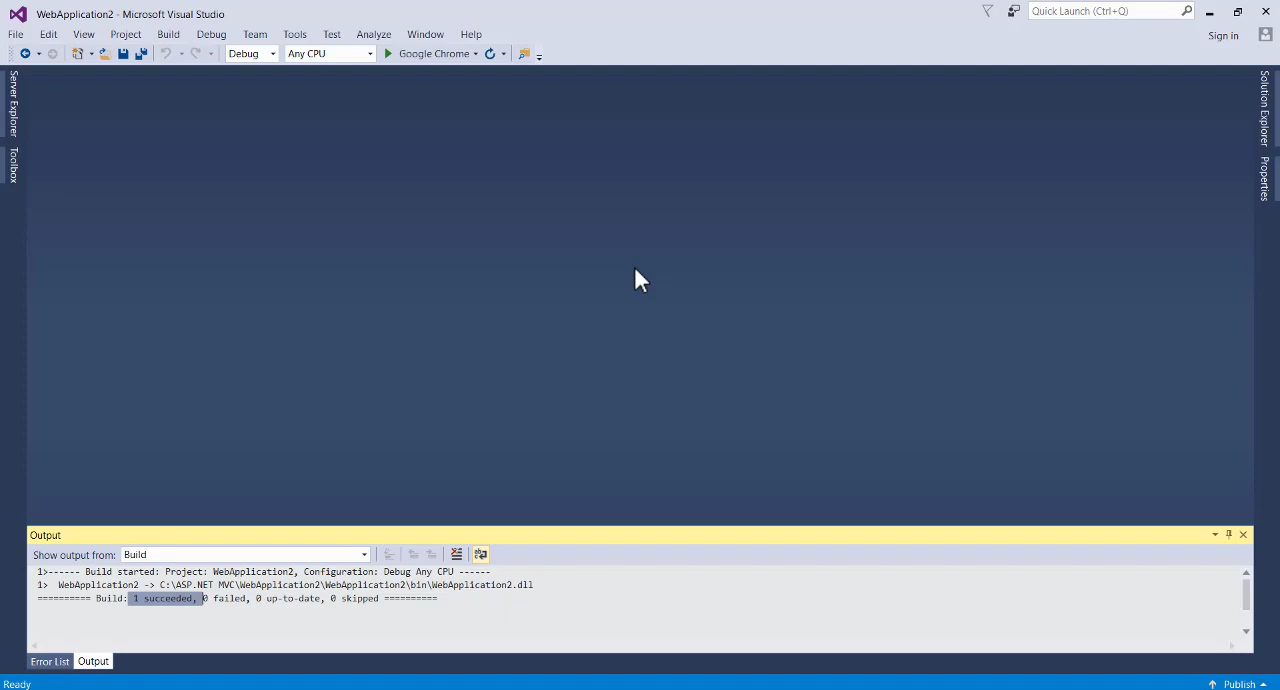 WebApplication2 - Microsoft Visual Studio
Quick Launch (Ctrl+Q)
File Edit View Project Build Debug Team Tools Test Analyze Window Help
Sign in
Debug Any CPU Google Chrome
Server Explorer
Toolbox
Solution Explorer
Properties
Output
Show output from: Build
1>------ Build started: Project: WebApplication2, Configuration: Debug Any CPU ------
1>  WebApplication2 -> C:\ASP.NET MVC\WebApplication2\WebApplication2\bin\WebApplication2.dll
========== Build: 1 succeeded, 0 failed, 0 up-to-date, 0 skipped ==========
Error List Output
Ready
Publish